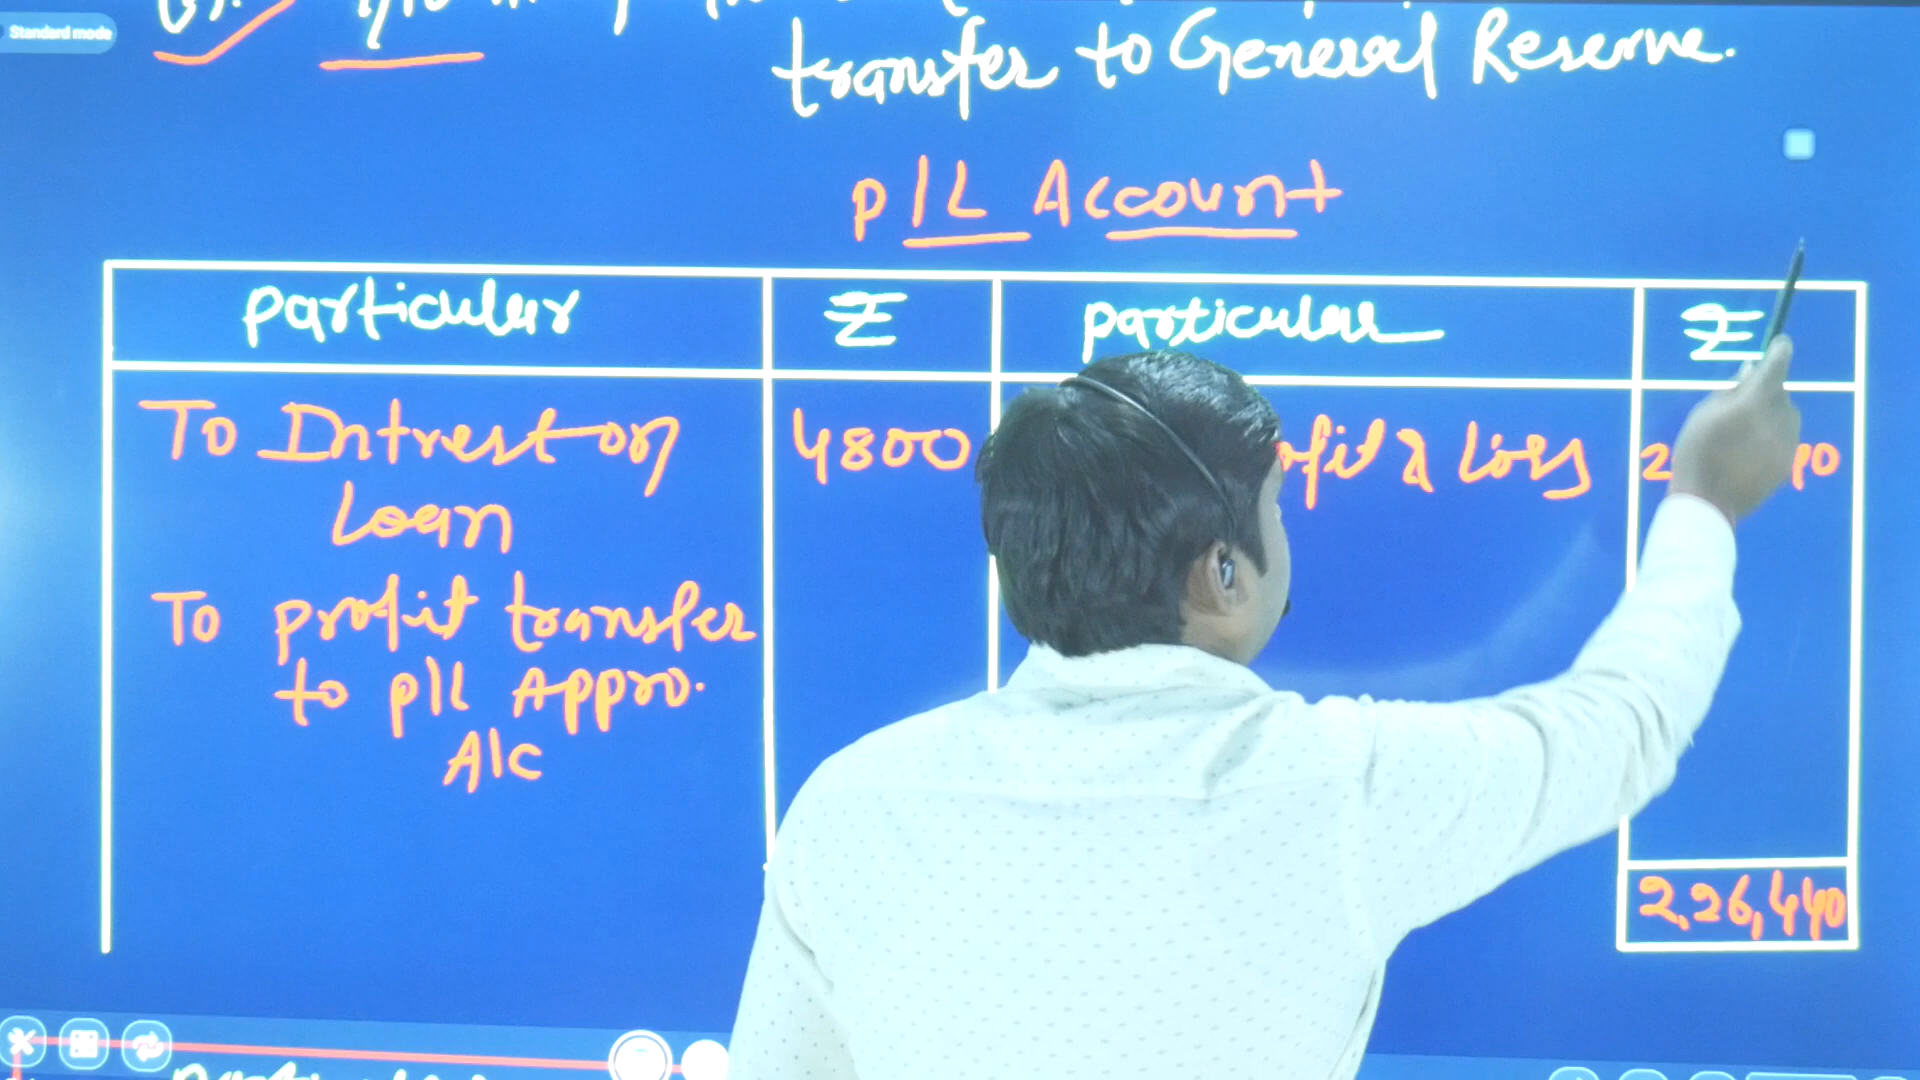 Standard mode
transfer to General Reserve.
P/L Account
particular ₹ particular ₹
To Intrest on 4800 & Loss
Loan
To profit transfer
to P/L Appro.
A/c
2,26,440